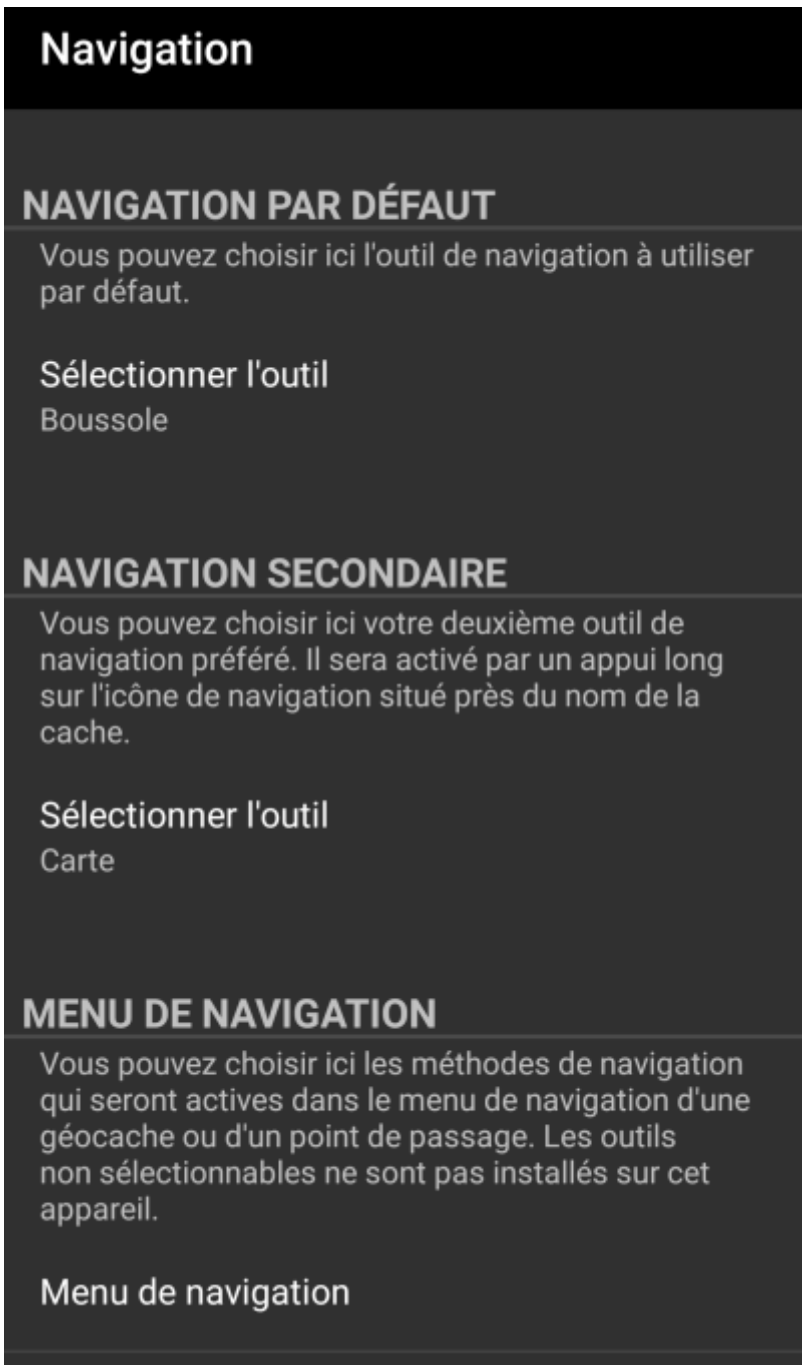 Navigation
NAVIGATION PAR DÉFAUT
Vous pouvez choisir ici l'outil de navigation à utiliser
par défaut.
Sélectionner l'outil
Boussole
NAVIGATION SECONDAIRE
Vous pouvez choisir ici votre deuxième outil de
navigation préféré. Il sera activé par un appui long
sur l'icône de navigation situé près du nom de la
cache.
Sélectionner l'outil
Carte
MENU DE NAVIGATION
Vous pouvez choisir ici les méthodes de navigation
qui seront actives dans le menu de navigation d'une
géocache ou d'un point de passage. Les outils
non sélectionnables ne sont pas installés sur cet
appareil.
Menu de navigation